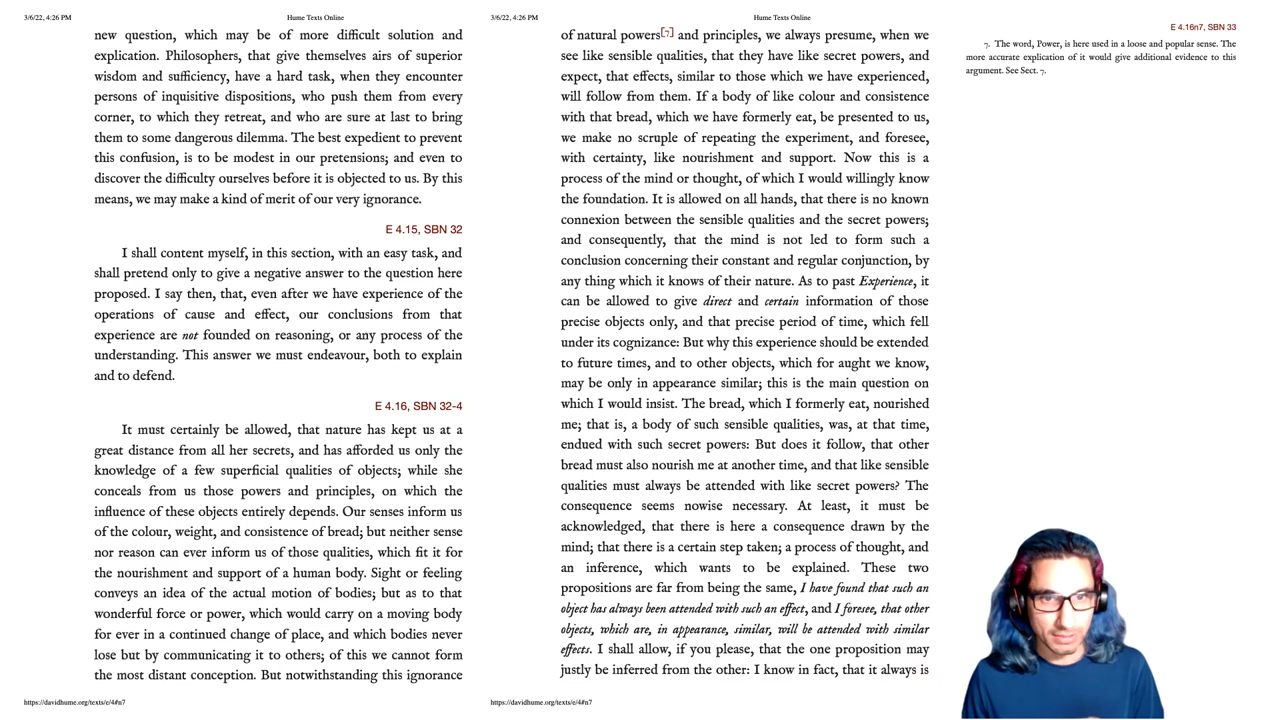 3/6/22, 4:26 PM
Hume Texts Online
new question, which may be of more difficult solution and
explication. Philosophers, that give themselves airs of superior
wisdom and sufficiency, have a hard task, when they encounter
persons of inquisitive dispositions, who push them from every
corner, to which they retreat, and who are sure at last to bring
them to some dangerous dilemma. The best expedient to prevent
this confusion, is to be modest in our pretensions; and even to
discover the difficulty ourselves before it is objected to us. By this
means, we may make a kind of merit of our very ignorance.
E 4.15, SBN 32
I shall content myself, in this section, with an easy task, and
shall pretend only to give a negative answer to the question here
proposed. I say then, that, even after we have experience of the
operations of cause and effect, our conclusions from that
experience are not founded on reasoning, or any process of the
understanding. This answer we must endeavour, both to explain
and to defend.
E 4.16, SBN 32-4
It must certainly be allowed, that nature has kept us at a
great distance from all her secrets, and has afforded us only the
knowledge of a few superficial qualities of objects; while she
conceals from us those powers and principles, on which the
influence of these objects entirely depends. Our senses inform us
of the colour, weight, and consistence of bread; but neither sense
nor reason can ever inform us of those qualities, which fit it for
the nourishment and support of a human body. Sight or feeling
conveys an idea of the actual motion of bodies; but as to that
wonderful force or power, which would carry on a moving body
for ever in a continued change of place, and which bodies never
lose but by communicating it to others; of this we cannot form
the most distant conception. But notwithstanding this ignorance
https://davidhume.org/texts/e/4#n7
3/6/22, 4:26 PM
Hume Texts Online
of natural powers[7] and principles, we always presume, when we
see like sensible qualities, that they have like secret powers, and
expect, that effects, similar to those which we have experienced,
will follow from them. If a body of like colour and consistence
with that bread, which we have formerly eat, be presented to us,
we make no scruple of repeating the experiment, and foresee,
with certainty, like nourishment and support. Now this is a
process of the mind or thought, of which I would willingly know
the foundation. It is allowed on all hands, that there is no known
connexion between the sensible qualities and the secret powers;
and consequently, that the mind is not led to form such a
conclusion concerning their constant and regular conjunction, by
any thing which it knows of their nature. As to past Experience, it
can be allowed to give direct and certain information of those
precise objects only, and that precise period of time, which fell
under its cognizance: But why this experience should be extended
to future times, and to other objects, which for aught we know,
may be only in appearance similar; this is the main question on
which I would insist. The bread, which I formerly eat, nourished
me; that is, a body of such sensible qualities, was, at that time,
endued with such secret powers: But does it follow, that other
bread must also nourish me at another time, and that like sensible
qualities must always be attended with like secret powers? The
consequence seems nowise necessary. At least, it must be
acknowledged, that there is here a consequence drawn by the
mind; that there is a certain step taken; a process of thought, and
an inference, which wants to be explained. These two
propositions are far from being the same, I have found that such an
object has always been attended with such an effect, and I foresee, that other
objects, which are, in appearance, similar, will be attended with similar
effects. I shall allow, if you please, that the one proposition may
justly be inferred from the other: I know in fact, that it always is
https://davidhume.org/texts/e/4#n7
E 4.16n7, SBN 33
7. The word, Power, is here used in a loose and popular sense. The
more accurate explication of it would give additional evidence to this
argument. See Sect. 7.